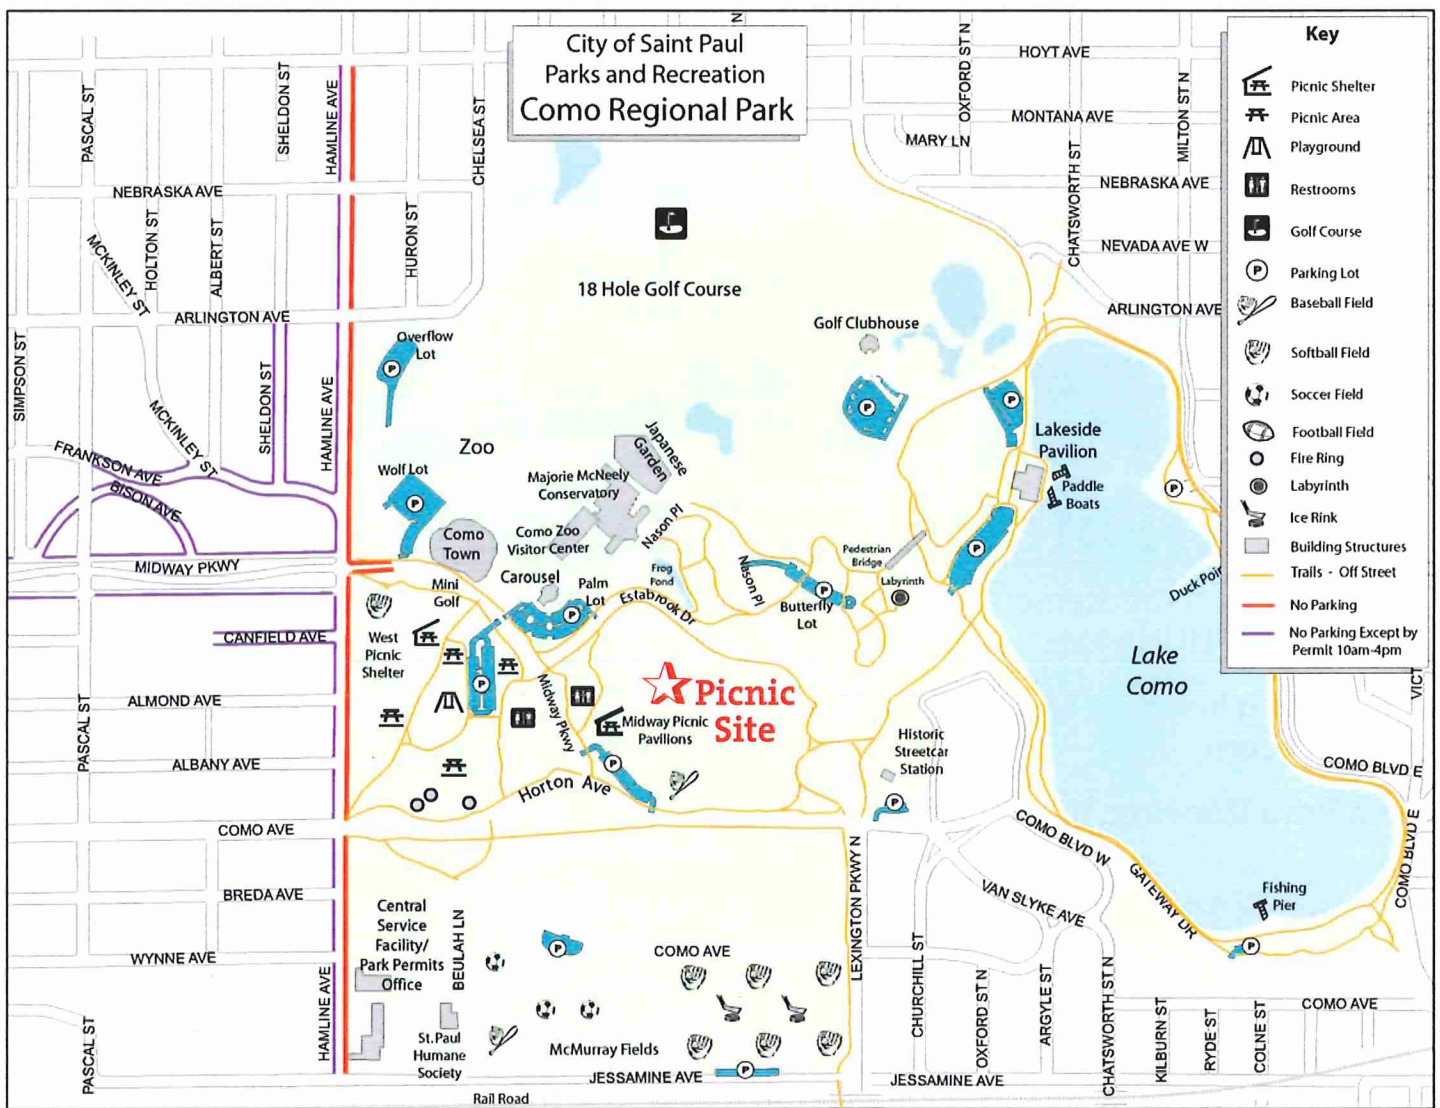 City of Saint Paul
Parks and Recreation
Como Regional Park
Key
Picnic Shelter
Picnic Area
Playground
Restrooms
Golf Course
Parking Lot
Baseball Field
Softball Field
Soccer Field
Football Field
Fire Ring
Labyrinth
Ice Rink
Building Structures
Trails - Off Street
No Parking
No Parking Except by
Permit 10am-4pm
N
HOYT AVE
OXFORD ST N
MONTANA AVE
MILTON ST N
MARY LN
CHATSWORTH ST
NEBRASKA AVE
NEVADA AVE W
ARLINGTON AVE
PASCAL ST
SHELDON ST
HAMLINE AVE
CHELSEA ST
NEBRASKA AVE
MCKINLEY ST
HOLTON ST
ALBERT ST
HURON ST
ARLINGTON AVE
18 Hole Golf Course
Golf Clubhouse
P
Overflow
Lot
P
P
P
SIMPSON ST
SHELDON ST
HAMLINE AVE
MCKINLEY ST
FRANKSON AVE
BISON AVE
Zoo
Japanese
Garden
Lakeside
Pavilion
Paddle
Boats
P
Wolf Lot
P
Majorie McNeely
Conservatory
Como
Town
Como Zoo
Visitor Center
Nason Pl
Pedestrian
Bridge
P
MIDWAY PKWY
Mini
Golf
Carousel
Palm
Lot
P
Frog
Pond
Estabrook Dr
Nason Pl
P
Butterfly
Lot
Labyrinth
Duck Poin
CANFIELD AVE
West
Picnic
Shelter
P
Lake
Como
Picnic
Site
ALMOND AVE
PASCAL ST
Midway Pkwy
Midway Picnic
Pavilions
P
Historic
Streetcar
Station
P
VICT
ALBANY AVE
Horton Ave
COMO BLVD E
COMO AVE
COMO BLVD W
COMO BLVD E
LEXINGTON PKWY N
GATEWAY DR
VAN SLYKE AVE
Fishing
Pier
P
BREDA AVE
WYNNE AVE
Central
Service
Facility/
Park Permits
Office
BEULAH LN
P
COMO AVE
HAMLINE AVE
PASCAL ST
St.Paul
Humane
Society
McMurray Fields
P
JESSAMINE AVE
Rail Road
CHURCHILL ST
OXFORD ST N
ARGYLE ST
CHATSWORTH ST N
KILBURN ST
RYDE ST
COLNE ST
COMO AVE
JESSAMINE AVE